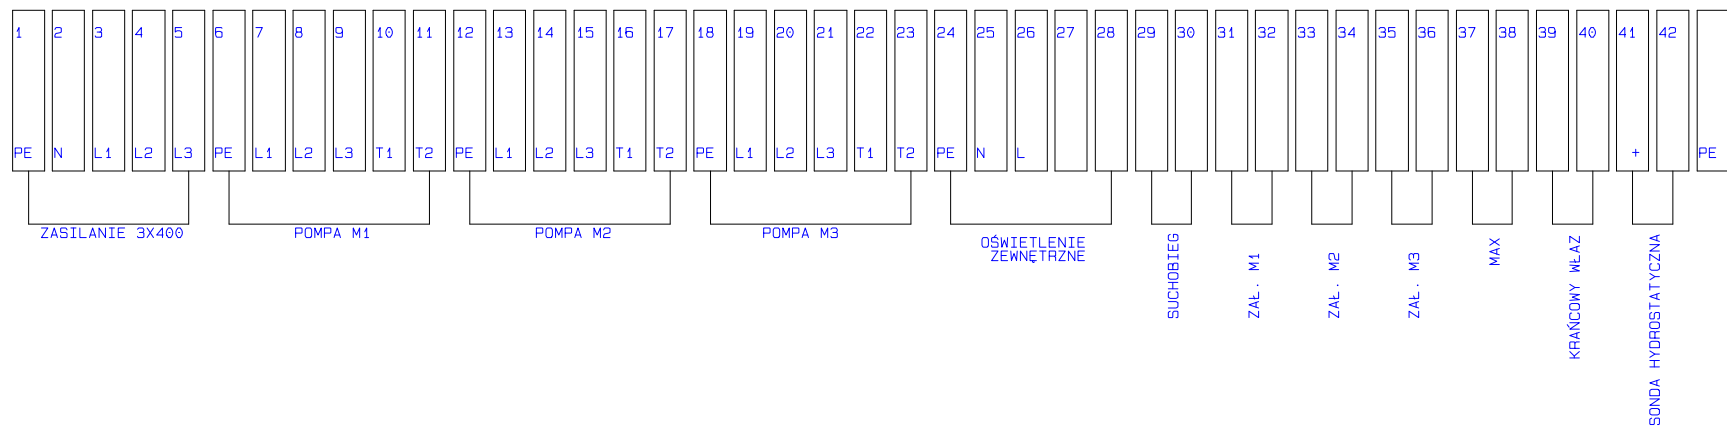 1 2 3 4 5 6 7 8 9 10 11 12 13 14 15 16 17 18 19 20 21 22 23 24 25 26 27 28 29 30 31 32 33 34 35 36 37 38 39 40 41 42
PE N L1 L2 L3 PE L1 L2 L3 T1 T2 PE L1 L2 L3 T1 T2 PE L1 L2 L3 T1 T2 PE N L + PE
ZASILANIE 3X400
POMPA M1
POMPA M2
POMPA M3
OŚWIETLENIE
ZEWNĘTRZNE
SUCHOBIEG
ZAŁ. M1
ZAŁ. M2
ZAŁ. M3
MAX
KRAŃCOWY WŁAZ
SONDA HYDROSTATYCZNA